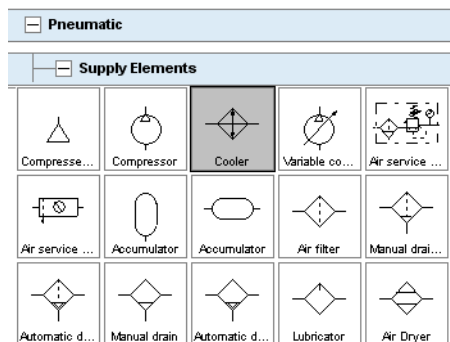 Pneumatic
Supply Elements
Compresse... Compressor Cooler Variable co... Air service ...
Air service ... Accumulator Accumulator Air filter Manual drai...
Automatic d... Manual drain Automatic d... Lubricator Air Dryer